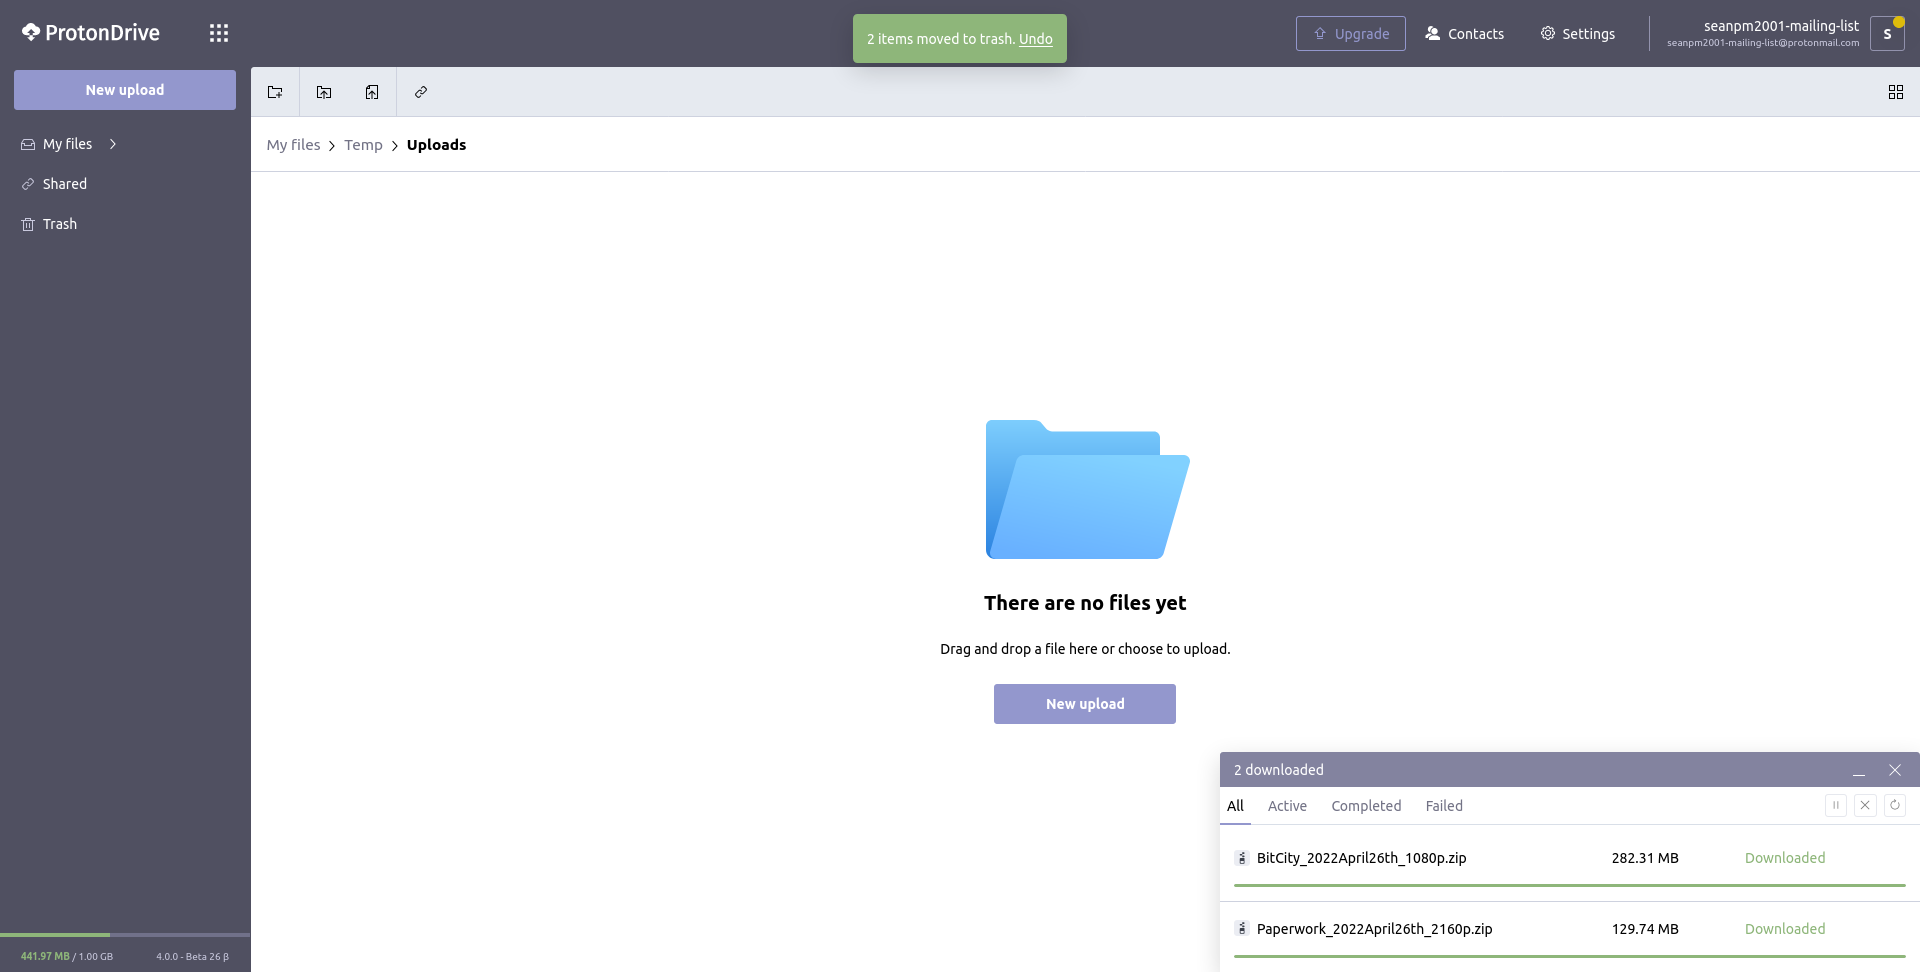 ProtonDrive
2 items moved to trash. Undo
Upgrade
Contacts
Settings
seanpm2001-mailing-list
seanpm2001-mailing-list@protonmail.com
S
New upload
My files
Shared
Trash
My files > Temp > Uploads
There are no files yet
Drag and drop a file here or choose to upload.
New upload
2 downloaded
All Active Completed Failed
BitCity_2022April26th_1080p.zip 282.31 MB Downloaded
Paperwork_2022April26th_2160p.zip 129.74 MB Downloaded
441.97 MB / 1.00 GB 4.0.0 - Beta 26 β